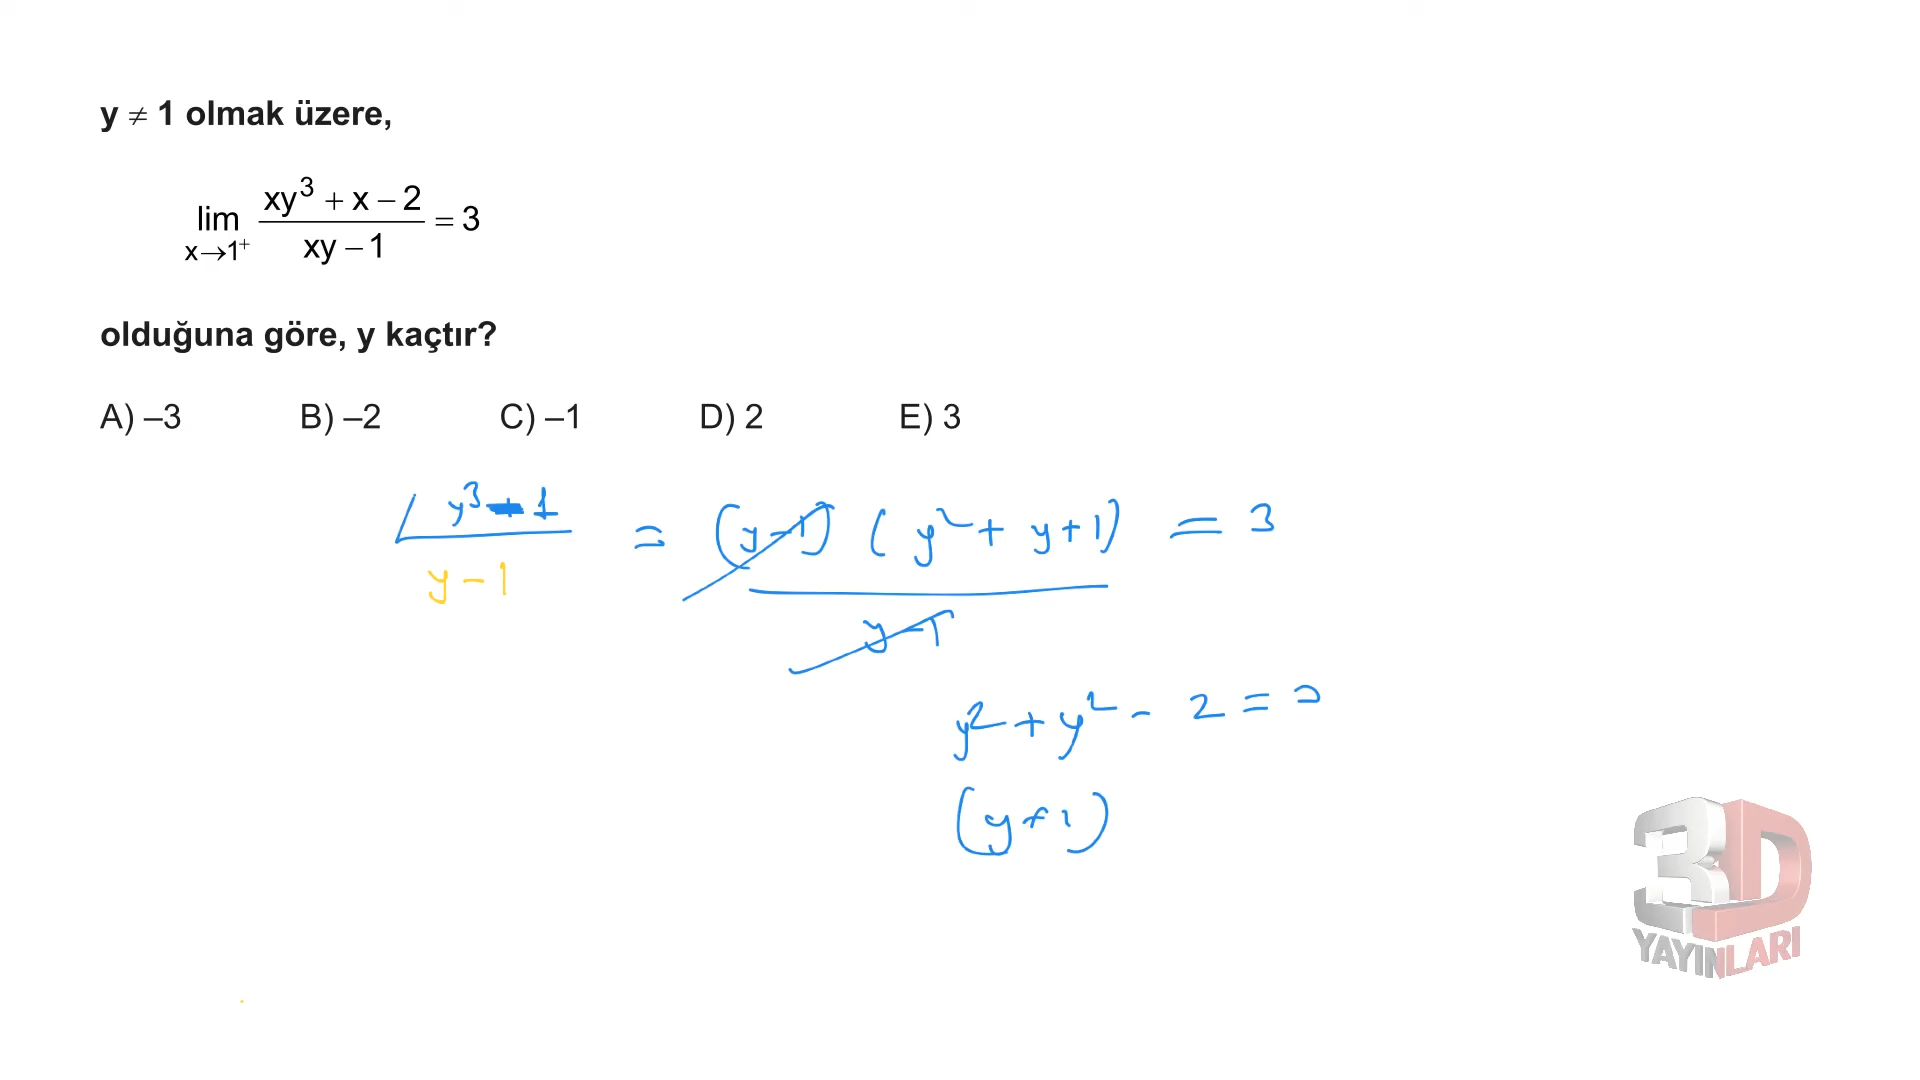 y ≠ 1 olmak üzere,
lim x→1⁺ (xy³ + x − 2)/(xy − 1) = 3
olduğuna göre, y kaçtır?
A) –3 B) –2 C) –1 D) 2 E) 3
y³ - 1 / y - 1 = (y-1) (y² + y + 1) / y-1 = 3
y² + y² - 2 =
(y+1)
3D
YAYINLARI